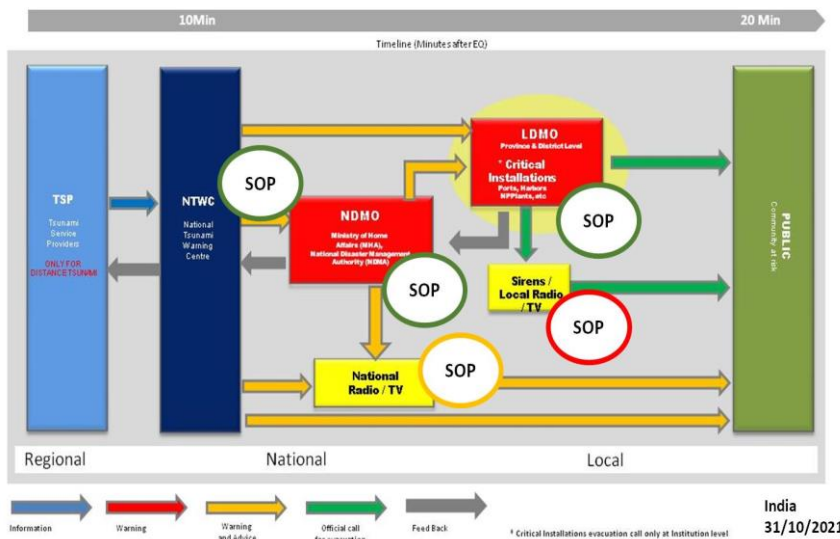 10Min
20 Min
Timeline (Minutes after EQ)
TSP
Tsunami
Service
Providers
ONLY FOR
DISTANCE TSUNAMI
NTWC
National
Tsunami
Warning
Centre
SOP
NDMO
Ministry of Home
Affairs (MHA),
National Disaster Management
Authority (NDMA)
SOP
LDMO
Province & District Level
* Critical
Installations
Ports, Harbors
NPPlants, etc
SOP
Sirens /
Local Radio
/ TV
SOP
National
Radio / TV
SOP
PUBLIC
Community at risk
Regional
National
Local
Information
Warning
Warning
and Advice
Official call
for evacuation
Feed Back
* Critical Installations evacuation call only at Institution level
India
31/10/2021